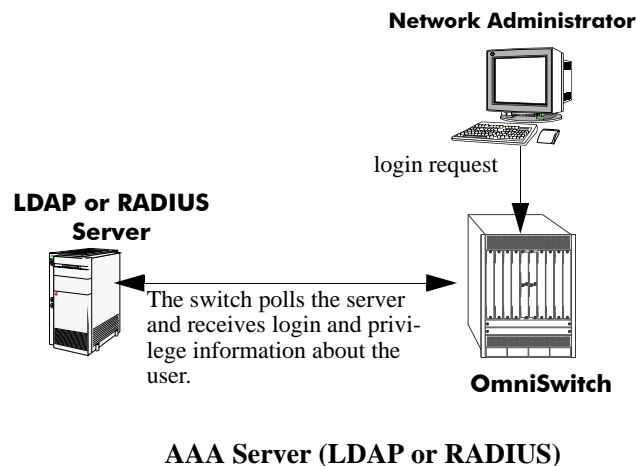 Network Administrator
login request
LDAP or RADIUS
Server
The switch polls the server
and receives login and privi-
lege information about the
user.
OmniSwitch
AAA Server (LDAP or RADIUS)